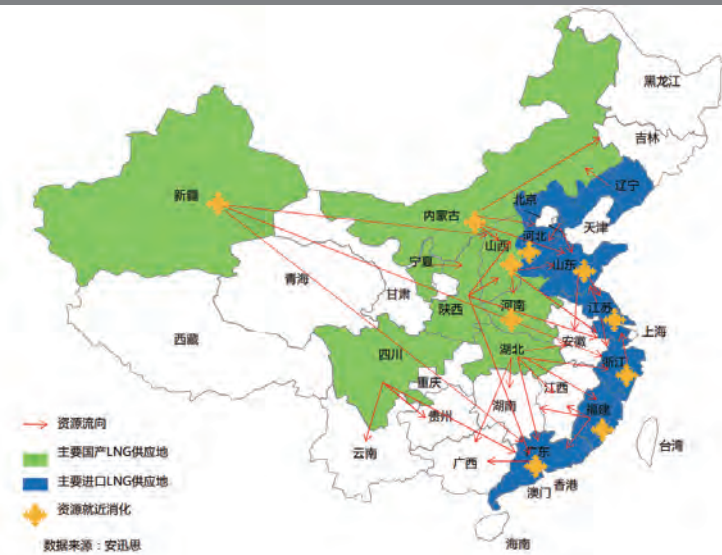 黑龙江
吉林
辽宁
新疆
北京
内蒙古
天津
河北
山西
宁夏
山东
青海
甘肃
陕西
河南
江苏
西藏
安徽
上海
湖北
浙江
四川
重庆
江西
湖南
福建
贵州
云南
广西
广东
台湾
香港
澳门
海南
资源流向
主要国产LNG供应地
主要进口LNG供应地
资源就近消化
数据来源：安迅思